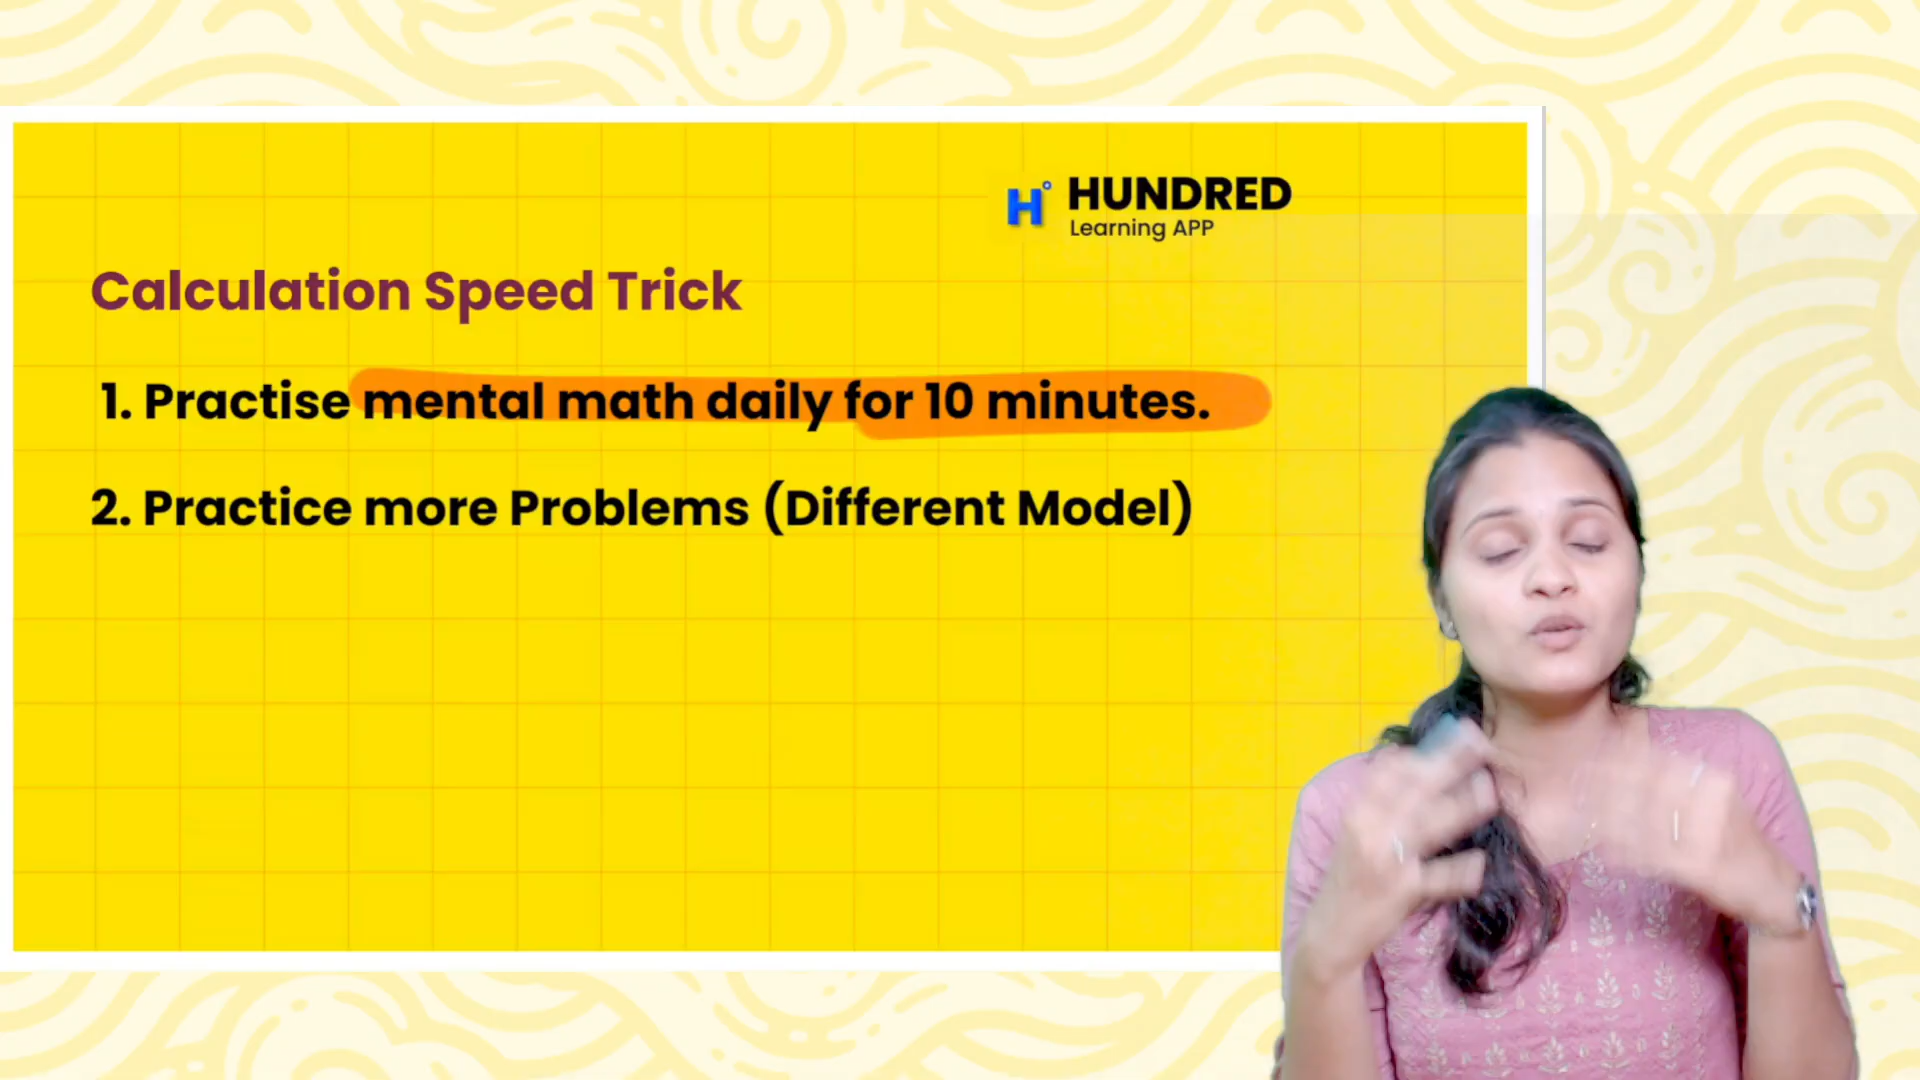 HUNDRED
Learning APP
Calculation Speed Trick
1. Practise mental math daily for 10 minutes.
2. Practice more Problems (Different Model)